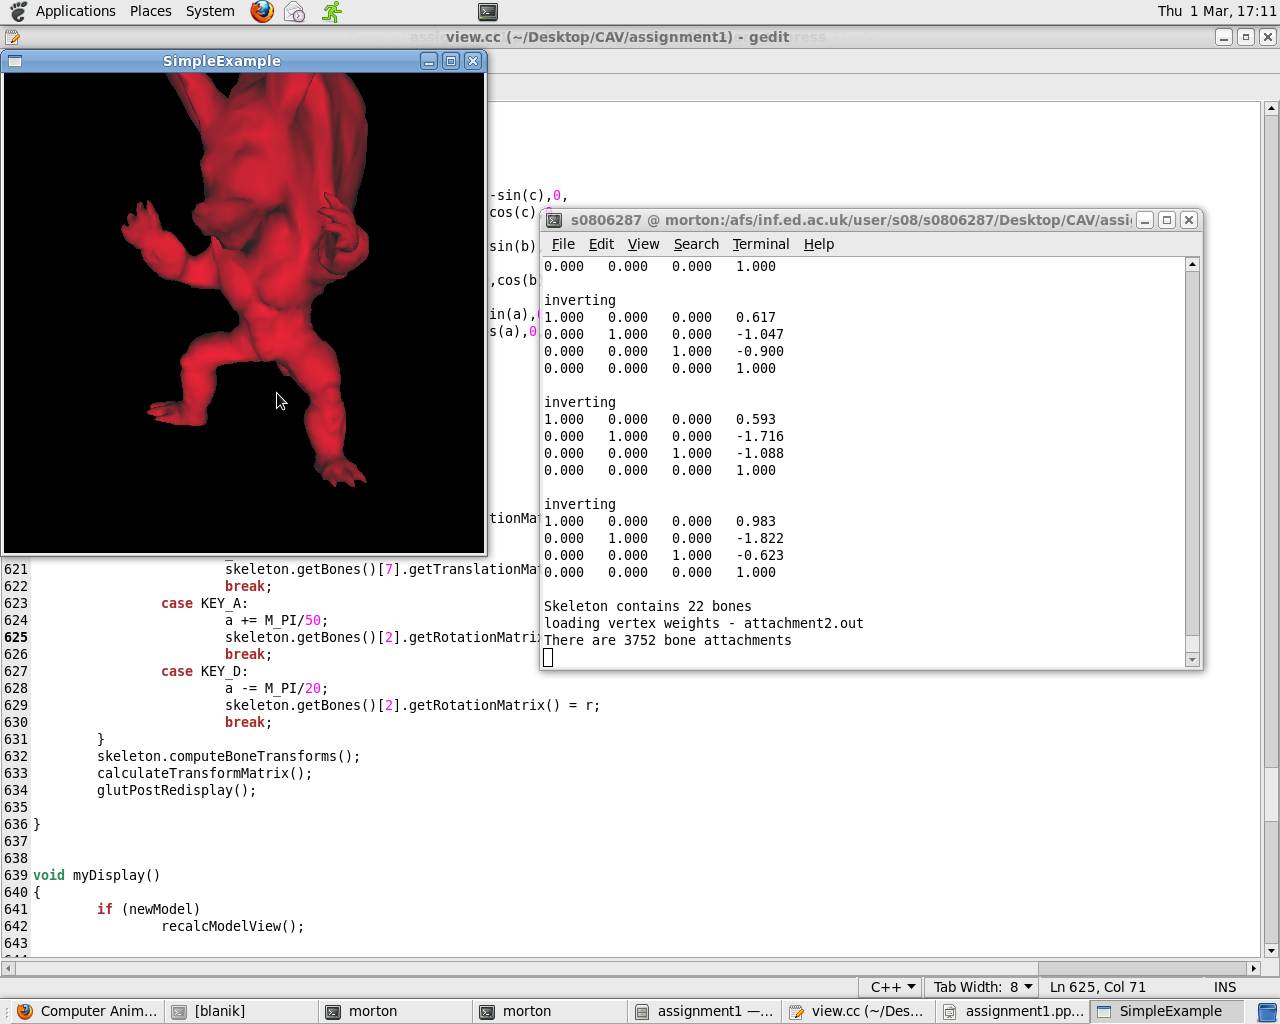 Applications Places System
Thu 1 Mar, 17:11
view.cc (~/Desktop/CAV/assignment1) - gedit
SimpleExample
-sin(c),0,
cos(c),
sin(b)
,cos(b
in(a),
s(a),0
tionMa
s0806287 @ morton:/afs/inf.ed.ac.uk/user/s08/s0806287/Desktop/CAV/assi
File Edit View Search Terminal Help
0.000 0.000 0.000 1.000
inverting
1.000 0.000 0.000 0.617
0.000 1.000 0.000 -1.047
0.000 0.000 1.000 -0.900
0.000 0.000 0.000 1.000
inverting
1.000 0.000 0.000 0.593
0.000 1.000 0.000 -1.716
0.000 0.000 1.000 -1.088
0.000 0.000 0.000 1.000
inverting
1.000 0.000 0.000 0.983
0.000 1.000 0.000 -1.822
0.000 0.000 1.000 -0.623
0.000 0.000 0.000 1.000
Skeleton contains 22 bones
loading vertex weights - attachment2.out
There are 3752 bone attachments
621 skeleton.getBones()[7].getTranslationMa
622 break;
623 case KEY_A:
624 a += M_PI/50;
625 skeleton.getBones()[2].getRotationMatrix
626 break;
627 case KEY_D:
628 a -= M_PI/20;
629 skeleton.getBones()[2].getRotationMatrix() = r;
630 break;
631 }
632 skeleton.computeBoneTransforms();
633 calculateTransformMatrix();
634 glutPostRedisplay();
635
636 }
637
638
639 void myDisplay()
640 {
641 if (newModel)
642 recalcModelView();
643
C++ Tab Width: 8 Ln 625, Col 71 INS
Computer Anim... [blanik] morton morton assignment1 —... view.cc (~/Des... assignment1.pp... SimpleExample